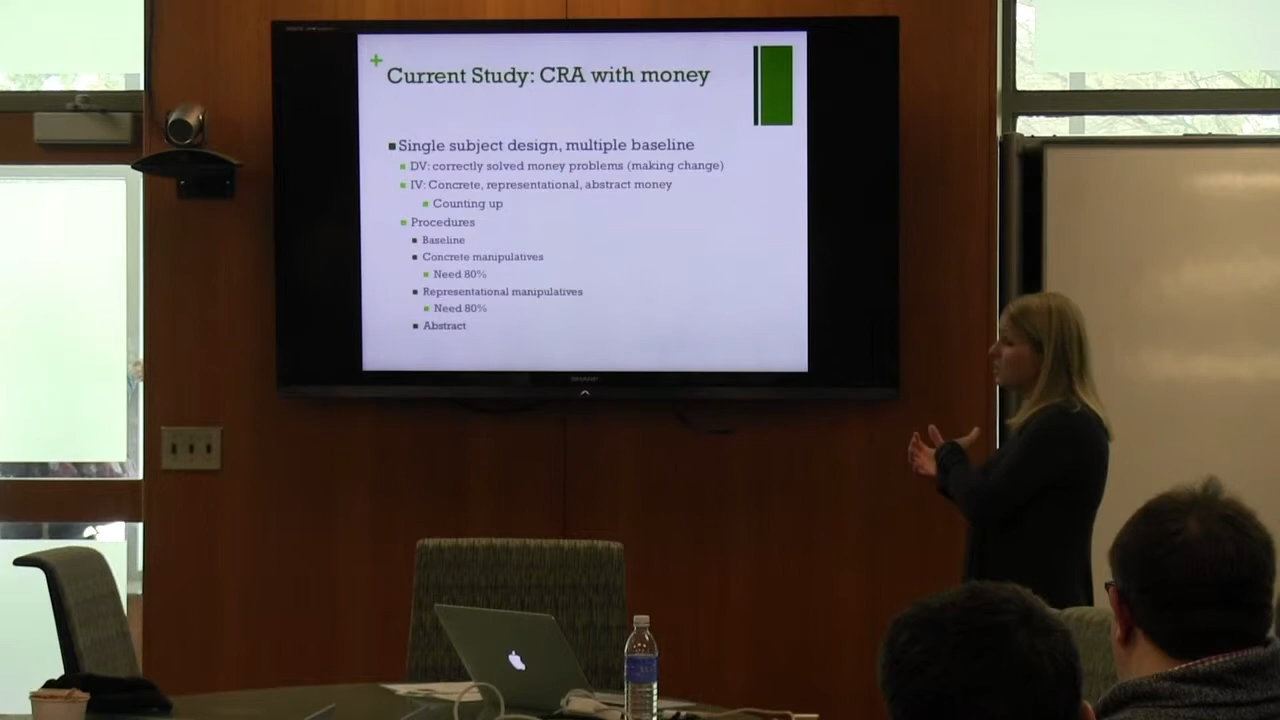 +
Current Study: CRA with money
Single subject design, multiple baseline
DV: correctly solved money problems (making change)
IV: Concrete, representational, abstract money
Counting up
Procedures
Baseline
Concrete manipulatives
Need 80%
Representational manipulatives
Need 80%
Abstract
SHARP